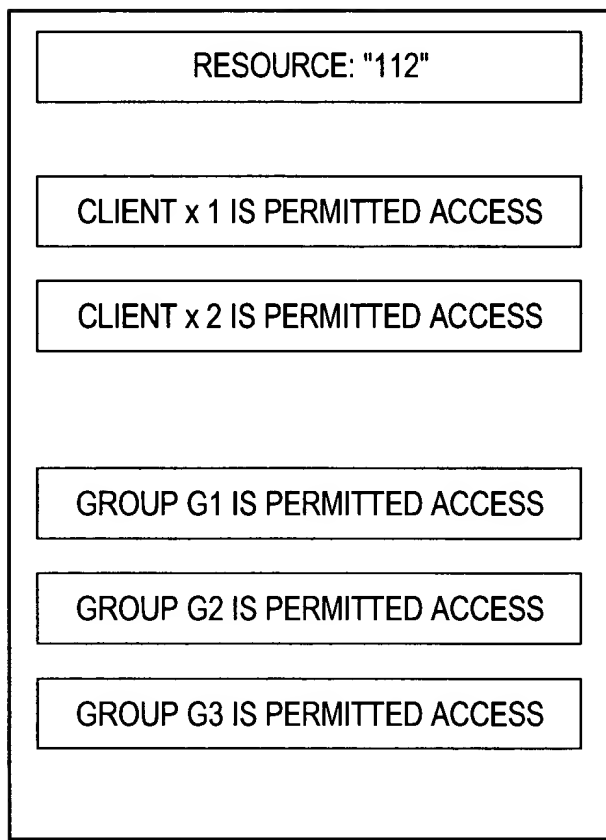 RESOURCE: "112"
CLIENT x 1 IS PERMITTED ACCESS
CLIENT x 2 IS PERMITTED ACCESS
GROUP G1 IS PERMITTED ACCESS
GROUP G2 IS PERMITTED ACCESS
GROUP G3 IS PERMITTED ACCESS